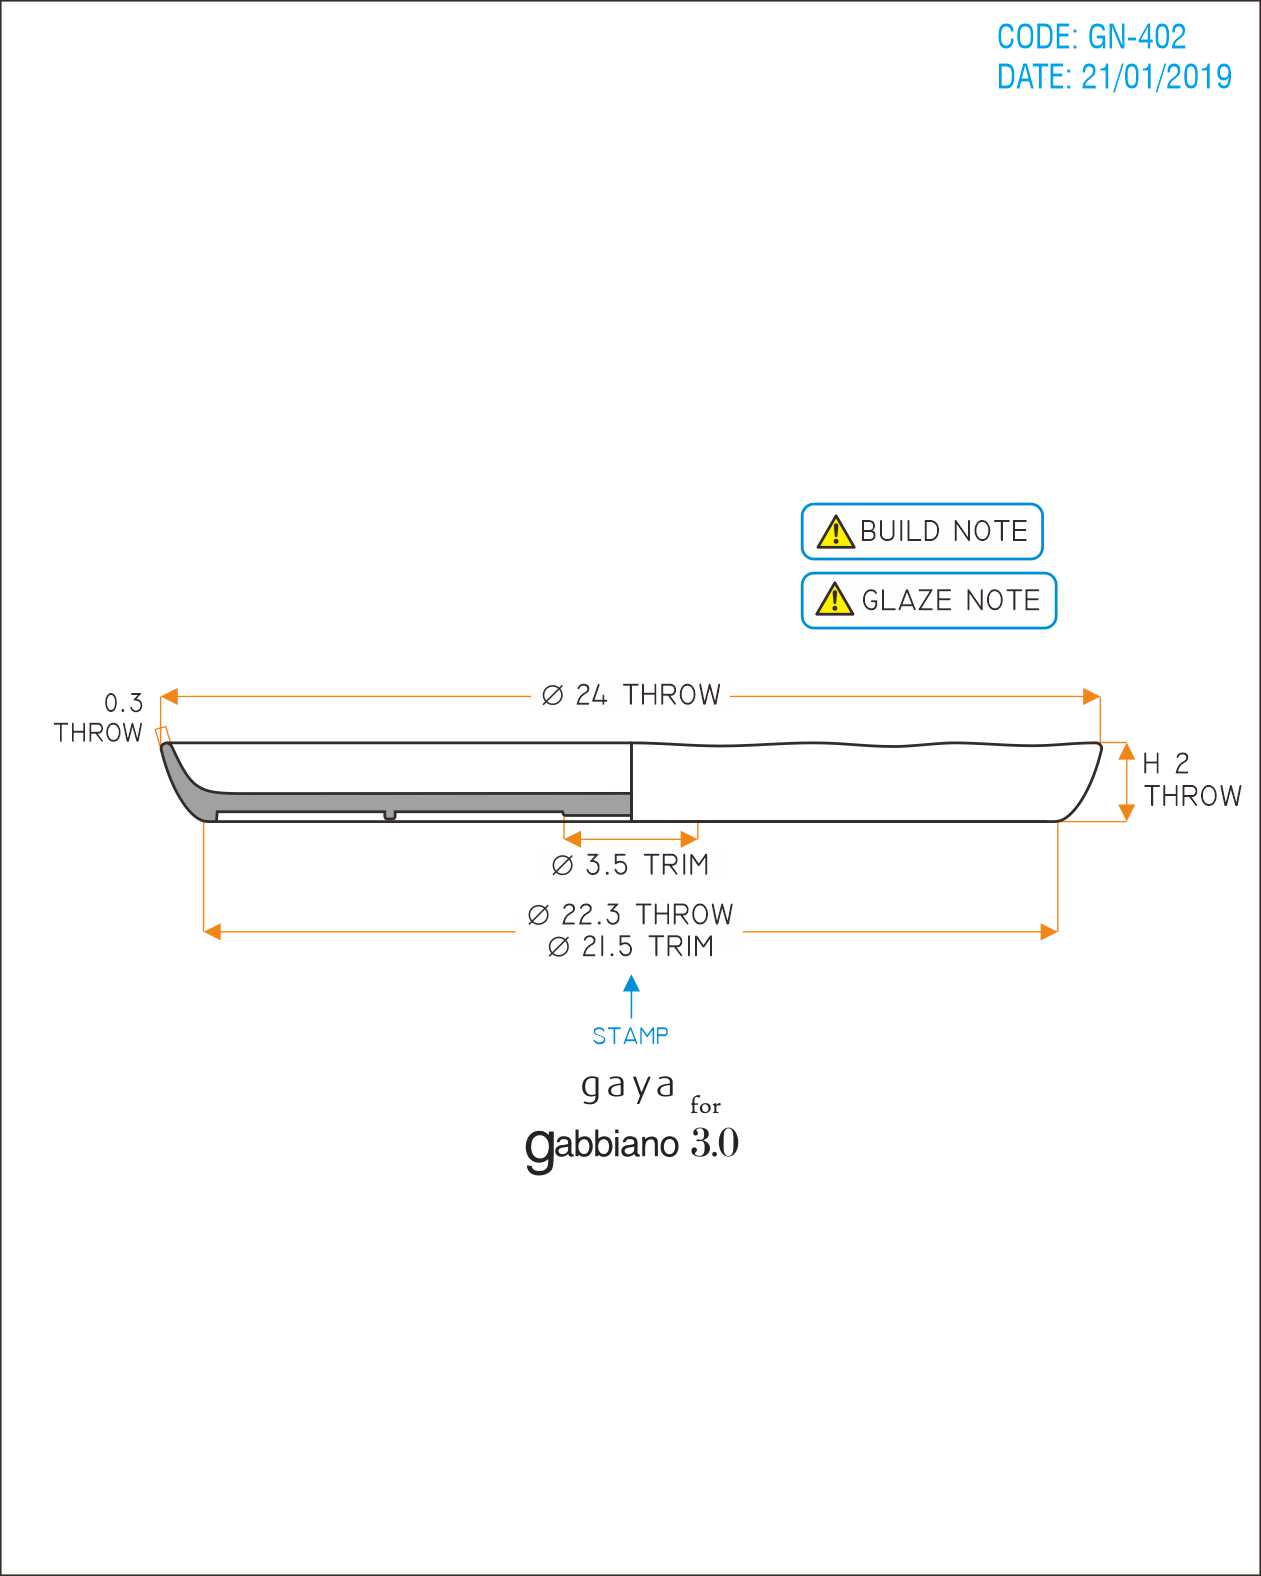 CODE: GN-402
DATE: 21/01/2019
BUILD NOTE
GLAZE NOTE
0.3
THROW
Ø 24 THROW
H 2
THROW
Ø 3.5 TRIM
Ø 22.3 THROW
Ø 21.5 TRIM
STAMP
gaya
for
gabbiano 3.0